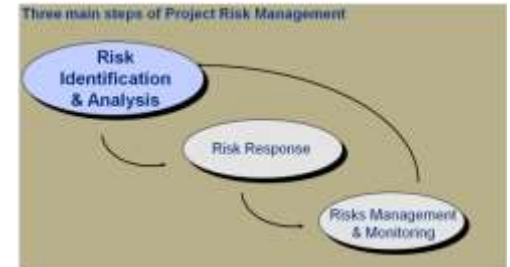 Three main steps of Project Risk Management
Risk
Identification
& Analysis
Risk Response
Risks Management
& Monitoring